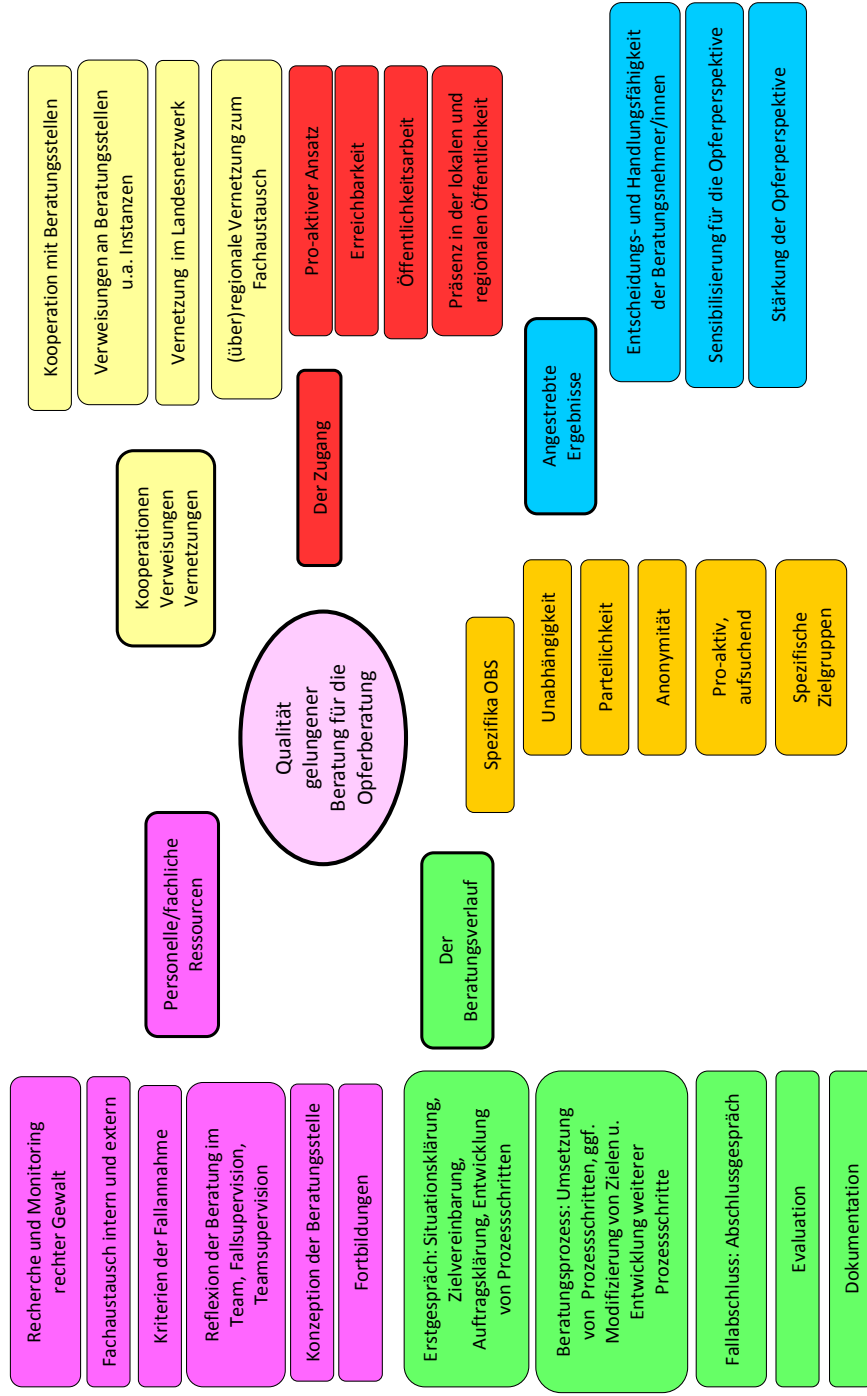 Recherche und Monitoring
rechter Gewalt
Fachaustausch intern und extern
Kriterien der Fallannahme
Reflexion der Beratung im
Team, Fallsupervision,
Teamsupervision
Konzeption der Beratungsstelle
Fortbildungen
Personelle/fachliche
Ressourcen
Kooperationen
Verweisungen
Vernetzungen
Kooperation mit Beratungsstellen
Verweisungen an Beratungsstellen
u.a. Instanzen
Vernetzung im Landesnetzwerk
(über)regionale Vernetzung zum
Fachaustausch
Qualität
gelungener
Beratung für die
Opferberatung
Der Zugang
Pro-aktiver Ansatz
Erreichbarkeit
Öffentlichkeitsarbeit
Präsenz in der lokalen und
regionalen Öffentlichkeit
Der
Beratungsverlauf
Erstgespräch: Situationsklärung,
Zielvereinbarung,
Auftragsklärung, Entwicklung
von Prozessschritten
Beratungsprozess: Umsetzung
von Prozessschritten, ggf.
Modifizierung von Zielen u.
Entwicklung weiterer
Prozessschritte
Fallabschluss: Abschlussgespräch
Evaluation
Dokumentation
Spezifika OBS
Unabhängigkeit
Parteilichkeit
Anonymität
Pro-aktiv,
aufsuchend
Spezifische
Zielgruppen
Angestrebte
Ergebnisse
Entscheidungs- und Handlungsfähigkeit
der Beratungsnehmer/innen
Sensibilisierung für die Opferperspektive
Stärkung der Opferperspektive